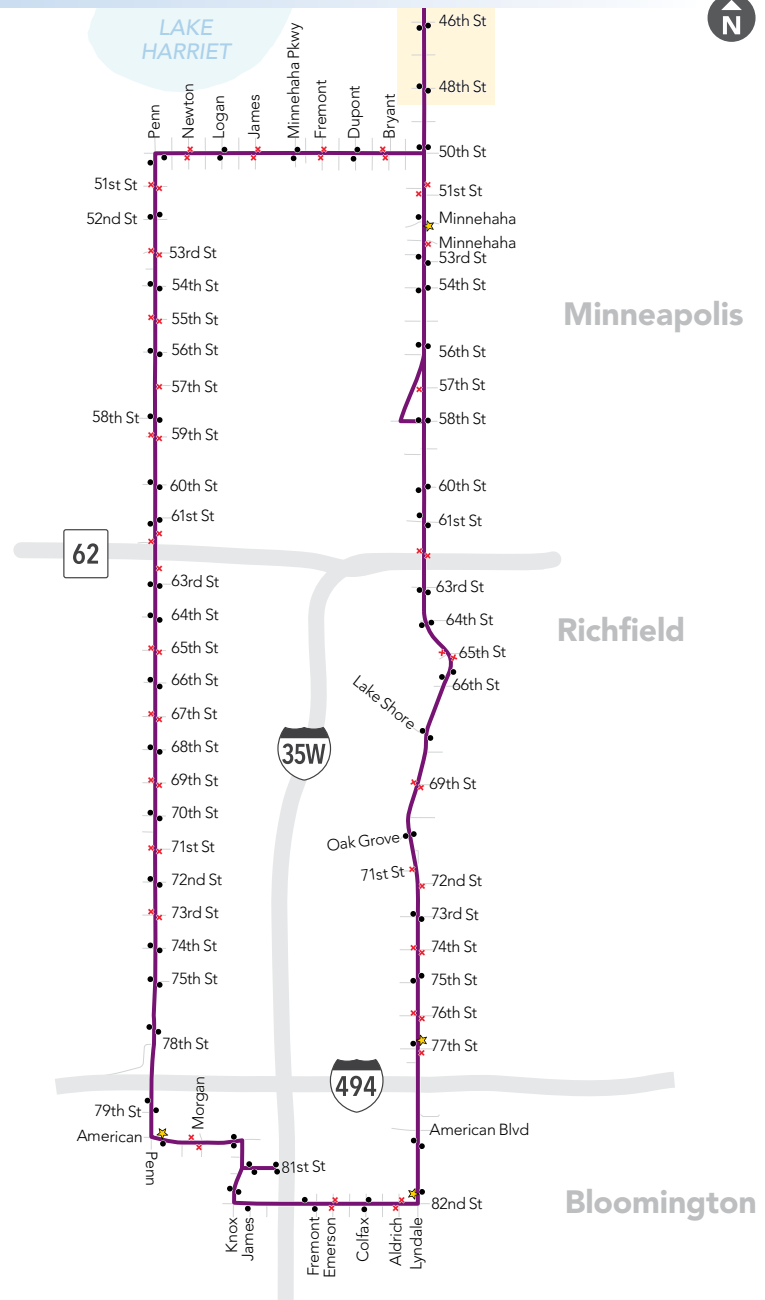 LAKE
HARRIET
N
46th St
48th St
Penn
Newton
Logan
James
Minnehaha Pkwy
Fremont
Dupont
Bryant
50th St
51st St
51st St
52nd St
Minnehaha
Minnehaha
53rd St
53rd St
54th St
54th St
55th St
Minneapolis
56th St
56th St
57th St
57th St
58th St
58th St
59th St
60th St
60th St
61st St
61st St
62
63rd St
63rd St
64th St
64th St
Richfield
65th St
65th St
66th St
66th St
Lake Shore
67th St
68th St
35W
69th St
69th St
70th St
Oak Grove
71st St
71st St
72nd St
72nd St
73rd St
73rd St
74th St
74th St
75th St
75th St
76th St
78th St
77th St
494
79th St
Morgan
American
American Blvd
Penn
81st St
82nd St
Bloomington
Knox
James
Fremont
Emerson
Colfax
Aldrich
Lyndale